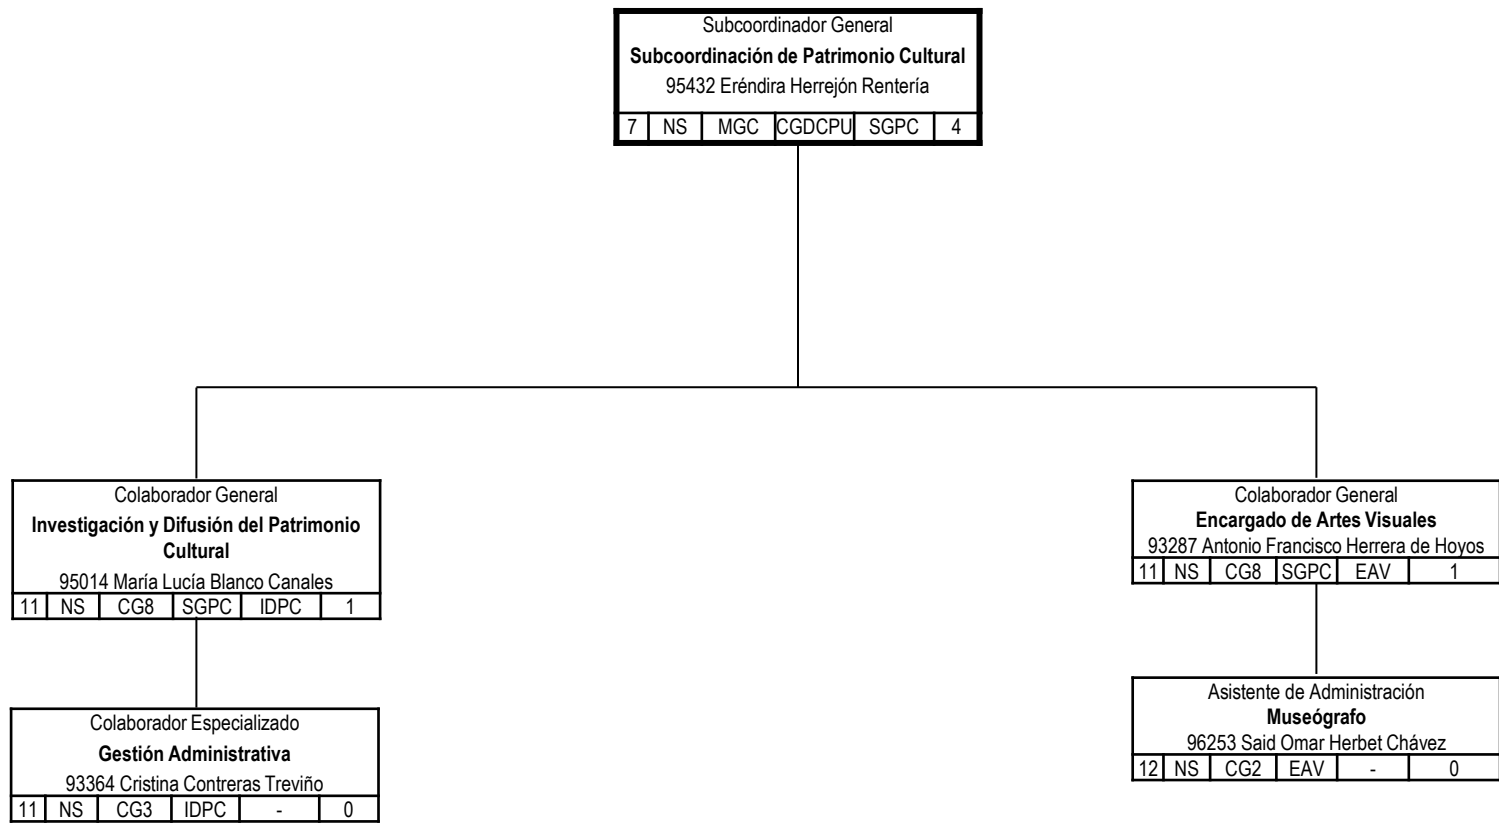 Subcoordinador General
Subcoordinación de Patrimonio Cultural
95432 Eréndira Herrejón Rentería
7 NS MGC CGDCPU SGPC 4
Colaborador General
Investigación y Difusión del Patrimonio
Cultural
95014 María Lucía Blanco Canales
11 NS CG8 SGPC IDPC 1
Colaborador General
Encargado de Artes Visuales
93287 Antonio Francisco Herrera de Hoyos
11 NS CG8 SGPC EAV 1
Colaborador Especializado
Gestión Administrativa
93364 Cristina Contreras Treviño
11 NS CG3 IDPC - 0
Asistente de Administración
Museógrafo
96253 Said Omar Herbet Chávez
12 NS CG2 EAV - 0